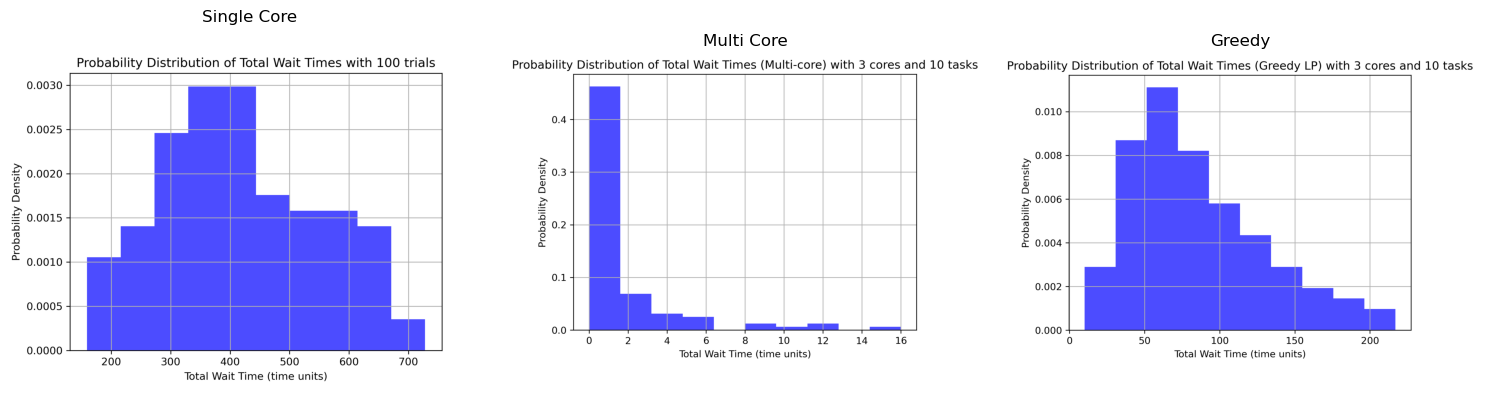 Single Core
Probability Distribution of Total Wait Times with 100 trials
0.0030
0.0025
0.0020
0.0015
0.0010
0.0005
0.0000
Probability Density
200 300 400 500 600 700
Total Wait Time (time units)
Multi Core
Probability Distribution of Total Wait Times (Multi-core) with 3 cores and 10 tasks
0.4
0.3
0.2
0.1
0.0
Probability Density
0 2 4 6 8 10 12 14 16
Total Wait Time (time units)
Greedy
Probability Distribution of Total Wait Times (Greedy LP) with 3 cores and 10 tasks
0.010
0.008
0.006
0.004
0.002
0.000
Probability Density
0 50 100 150 200
Total Wait Time (time units)